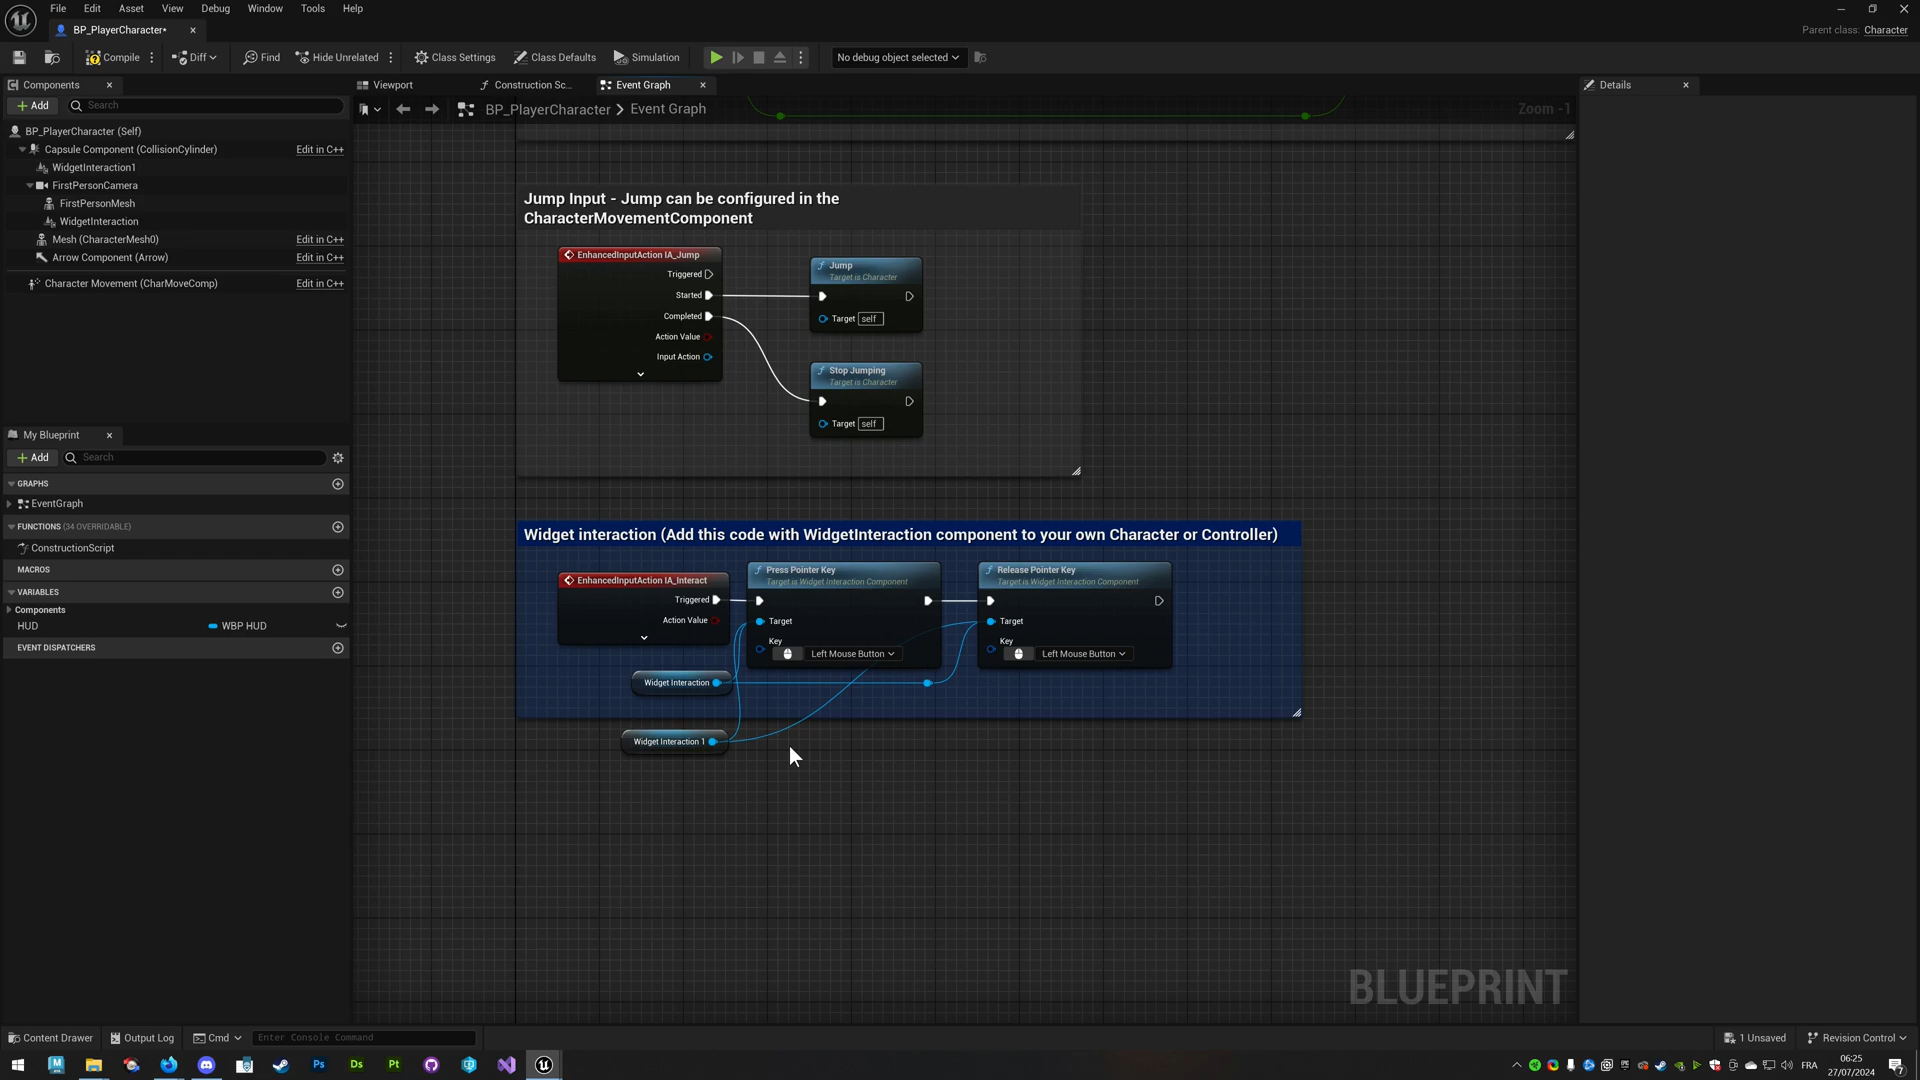 File Edit Asset View Debug Window Tools Help
BP_PlayerCharacter*
Parent class: Character
Compile Diff Find Hide Unrelated Class Settings Class Defaults Simulation No debug object selected
Components
Viewport Construction Sc... Event Graph
Details
Add Search
BP_PlayerCharacter > Event Graph
Zoom -1
BP_PlayerCharacter (Self)
Capsule Component (CollisionCylinder) Edit in C++
WidgetInteraction1
FirstPersonCamera
FirstPersonMesh
WidgetInteraction
Mesh (CharacterMesh0) Edit in C++
Arrow Component (Arrow) Edit in C++
Character Movement (CharMoveComp) Edit in C++
My Blueprint
Add Search
GRAPHS
EventGraph
FUNCTIONS (34 OVERRIDABLE)
ConstructionScript
MACROS
VARIABLES
Components
HUD WBP HUD
EVENT DISPATCHERS
Jump Input - Jump can be configured in the
CharacterMovementComponent
EnhancedInputAction IA_Jump
Triggered
Started
Completed
Action Value
Input Action
Jump
Target is Character
Target self
Stop Jumping
Target is Character
Target self
Widget interaction (Add this code with WidgetInteraction component to your own Character or Controller)
EnhancedInputAction IA_Interact
Triggered
Action Value
Press Pointer Key
Target is Widget Interaction Component
Target
Key
Left Mouse Button
Release Pointer Key
Target is Widget Interaction Component
Target
Key
Left Mouse Button
Widget Interaction
Widget Interaction 1
BLUEPRINT
Content Drawer Output Log Cmd Enter Console Command
1 Unsaved Revision Control
Ps Ds Pt
FRA
06:25
27/07/2024